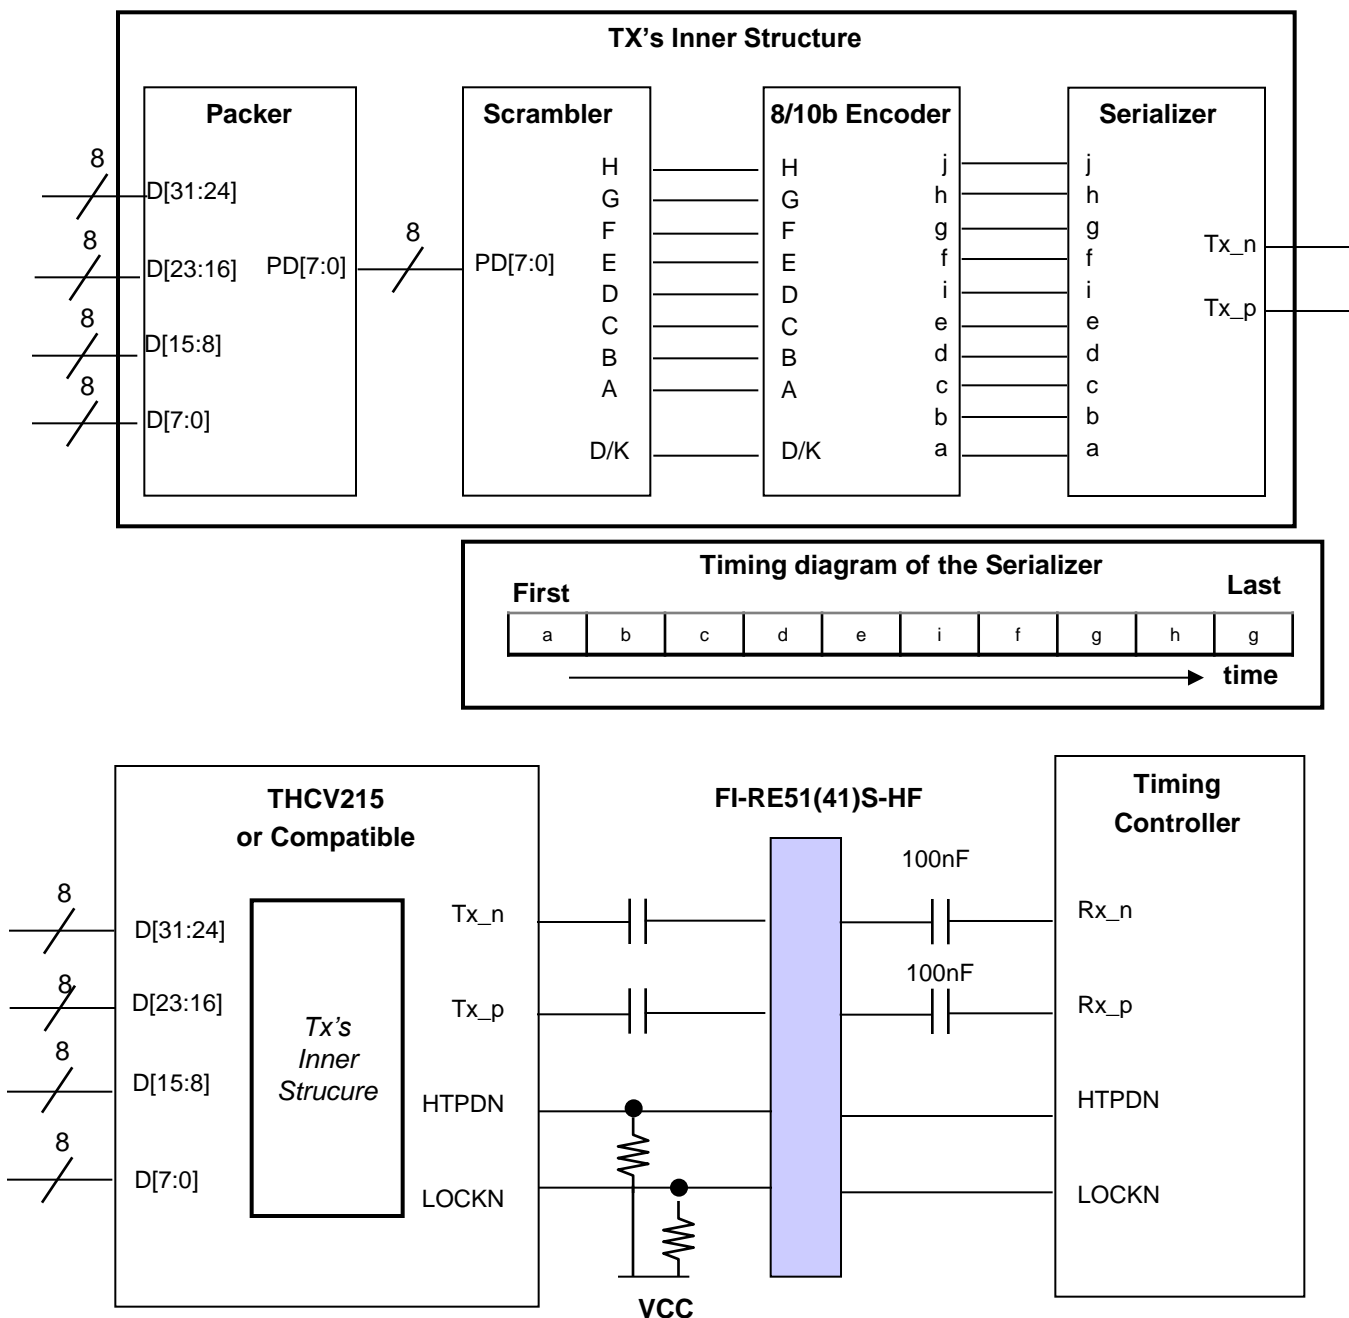 TX's Inner Structure
Packer
Scrambler
8/10b Encoder
Serializer
8
D[31:24]
8
D[23:16]
8
D[15:8]
8
D[7:0]
PD[7:0]
8
PD[7:0]
H
G
F
E
D
C
B
A
D/K
H
G
F
E
D
C
B
A
D/K
j
h
g
f
i
e
d
c
b
a
j
h
g
f
i
e
d
c
b
a
Tx_n
Tx_p
Timing diagram of the Serializer
First
Last
a b c d e i f g h g
time
THCV215
or Compatible
8
D[31:24]
8
D[23:16]
8
D[15:8]
8
D[7:0]
Tx's
Inner
Strucure
Tx_n
Tx_p
HTPDN
LOCKN
VCC
FI-RE51(41)S-HF
100nF
100nF
Timing
Controller
Rx_n
Rx_p
HTPDN
LOCKN